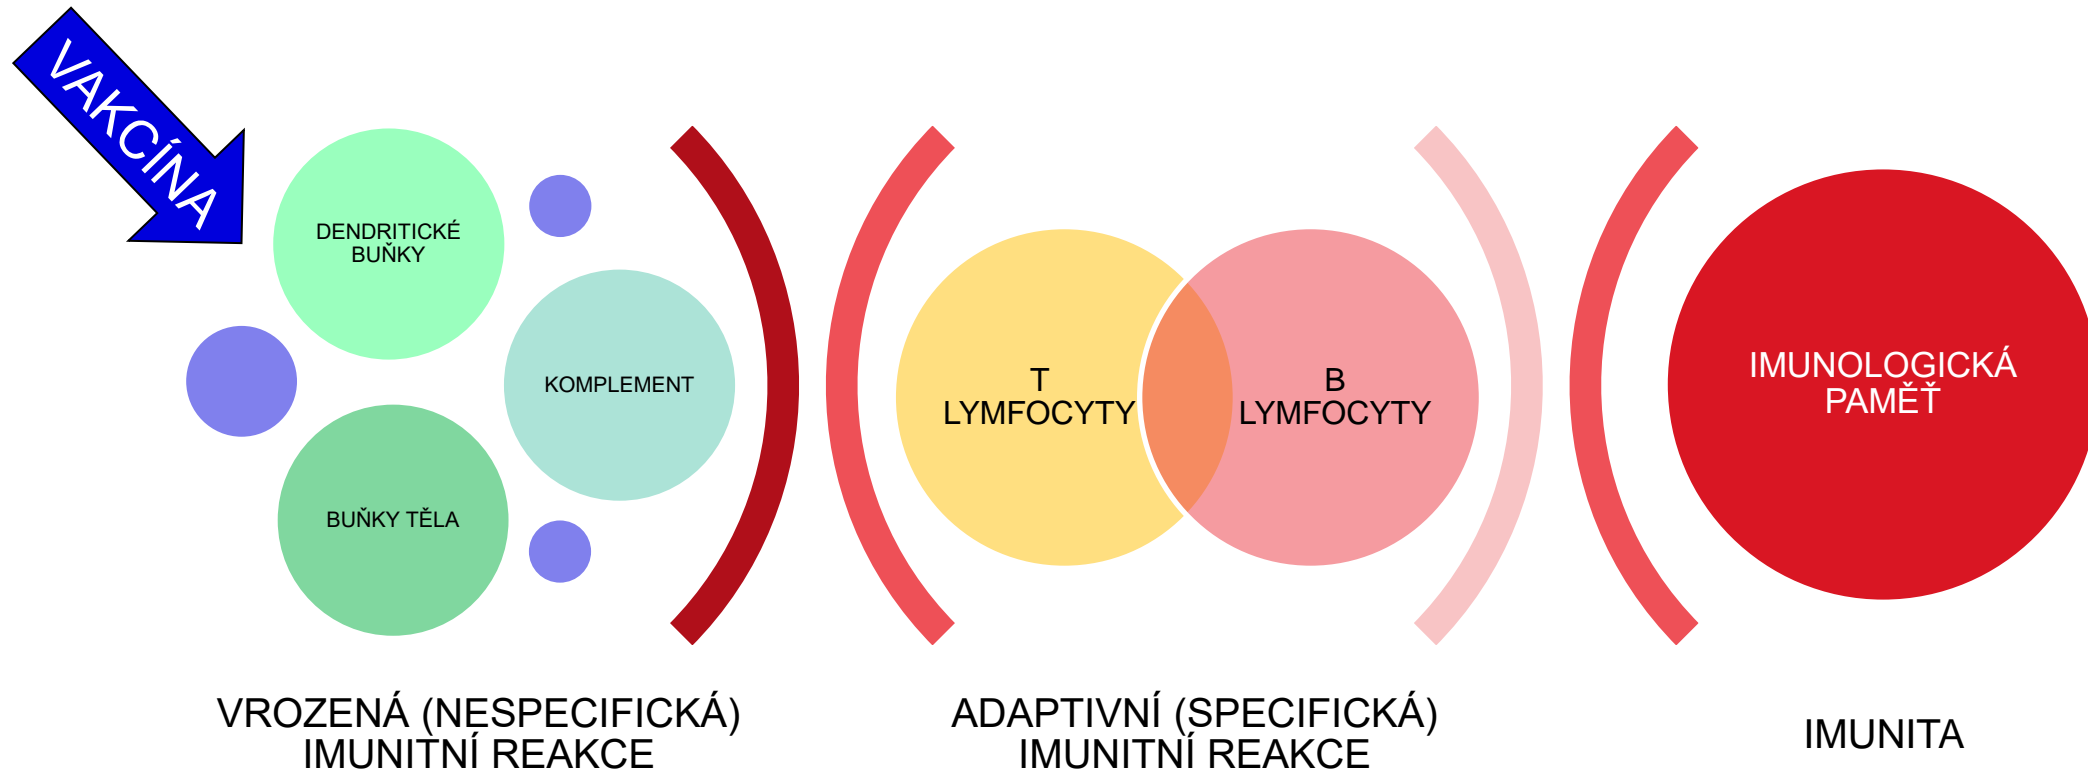 VAKCÍNA
DENDRITICKÉ
BUŇKY
KOMPLEMENT
BUŇKY TĚLA
T
LYMFOCYTY
B
LYMFOCYTY
IMUNOLOGICKÁ
PAMĚŤ
VROZENÁ (NESPECIFICKÁ)
IMUNITNÍ REAKCE
ADAPTIVNÍ (SPECIFICKÁ)
IMUNITNÍ REAKCE
IMUNITA